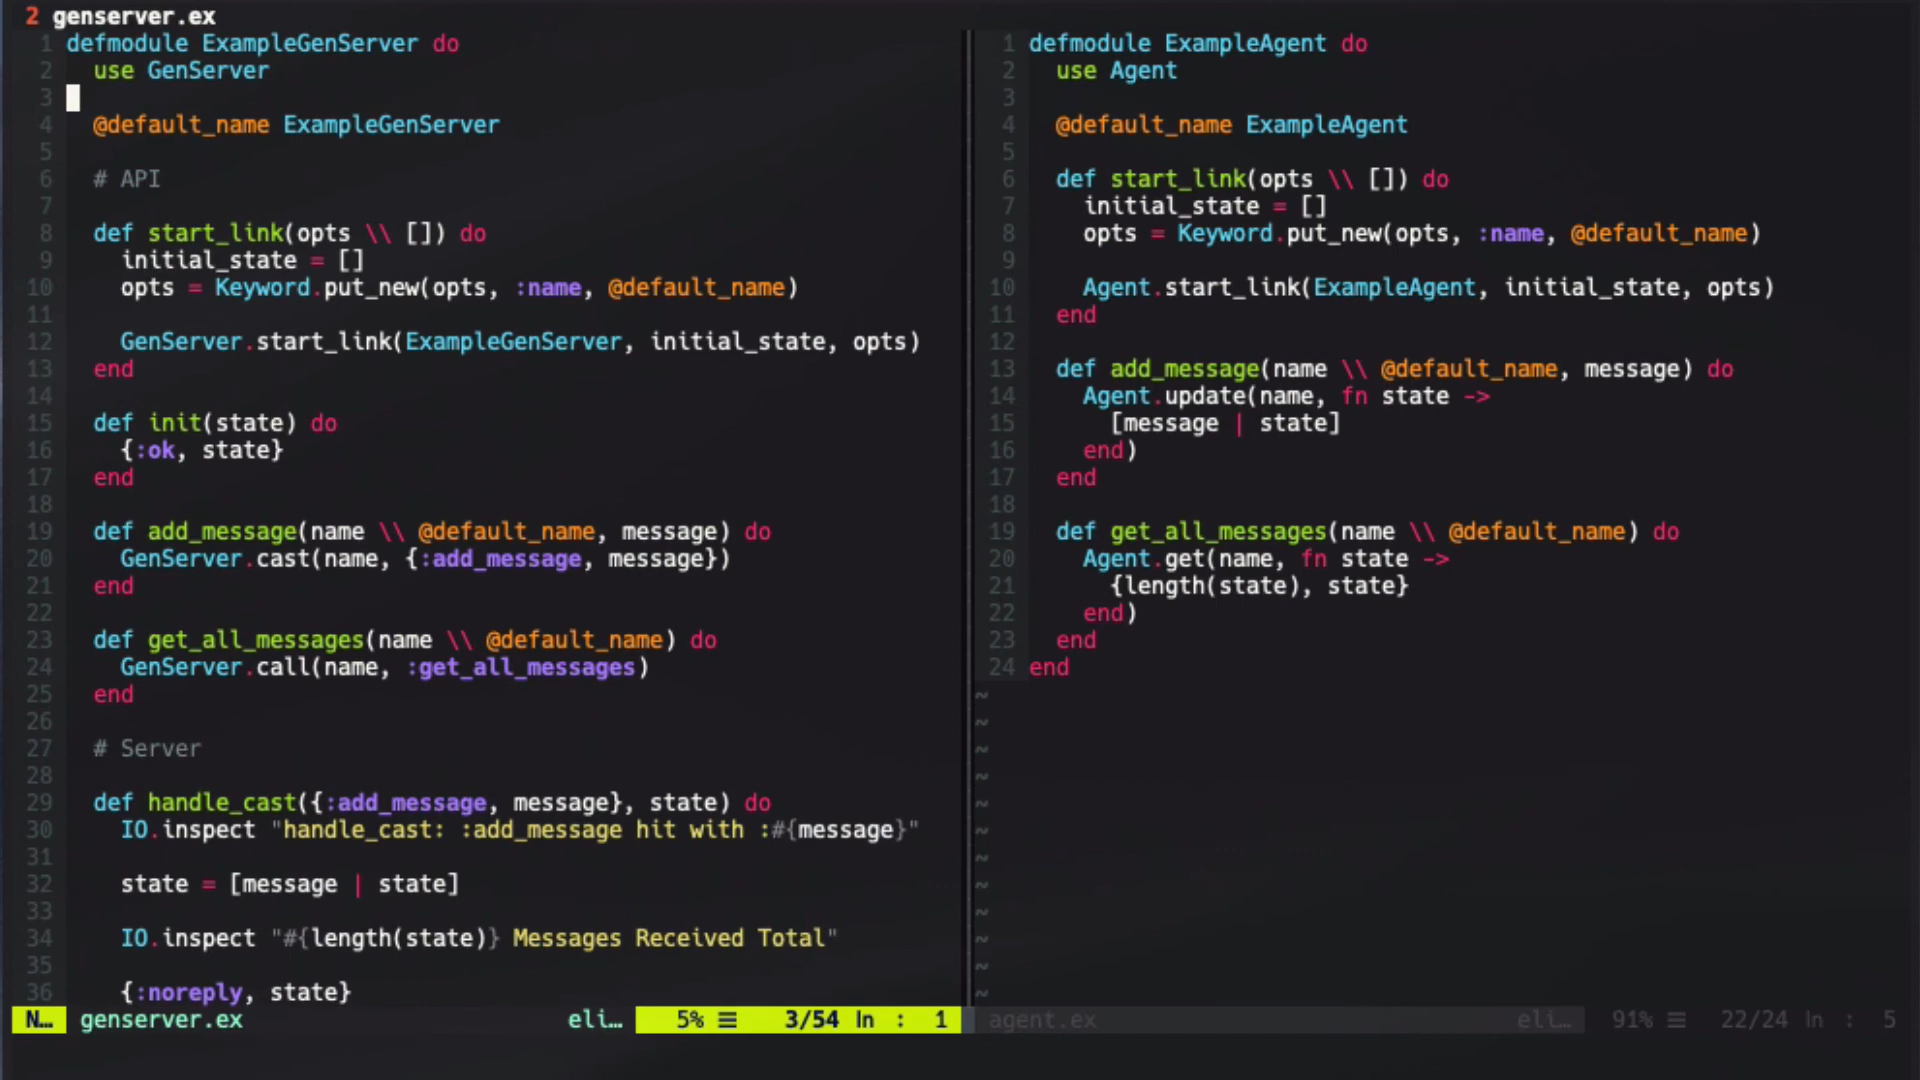 2 genserver.ex
1 defmodule ExampleGenServer do
2   use GenServer
3
4   @default_name ExampleGenServer
5
6   # API
7
8   def start_link(opts \\ []) do
9     initial_state = []
10     opts = Keyword.put_new(opts, :name, @default_name)
11
12     GenServer.start_link(ExampleGenServer, initial_state, opts)
13   end
14
15   def init(state) do
16     {:ok, state}
17   end
18
19   def add_message(name \\ @default_name, message) do
20     GenServer.cast(name, {:add_message, message})
21   end
22
23   def get_all_messages(name \\ @default_name) do
24     GenServer.call(name, :get_all_messages)
25   end
26
27   # Server
28
29   def handle_cast({:add_message, message}, state) do
30     IO.inspect "handle_cast: :add_message hit with :#{message}"
31
32     state = [message | state]
33
34     IO.inspect "#{length(state)} Messages Received Total"
35
36     {:noreply, state}
N… genserver.ex eli… 5% ☰ 3/54 ln : 1
1 defmodule ExampleAgent do
2   use Agent
3
4   @default_name ExampleAgent
5
6   def start_link(opts \\ []) do
7     initial_state = []
8     opts = Keyword.put_new(opts, :name, @default_name)
9
10     Agent.start_link(ExampleAgent, initial_state, opts)
11   end
12
13   def add_message(name \\ @default_name, message) do
14     Agent.update(name, fn state ->
15       [message | state]
16     end)
17   end
18
19   def get_all_messages(name \\ @default_name) do
20     Agent.get(name, fn state ->
21       {length(state), state}
22     end)
23   end
24 end
~
~
~
~
~
~
~
~
~
~
~
~
agent.ex eli… 91% ☰ 22/24 ln : 5